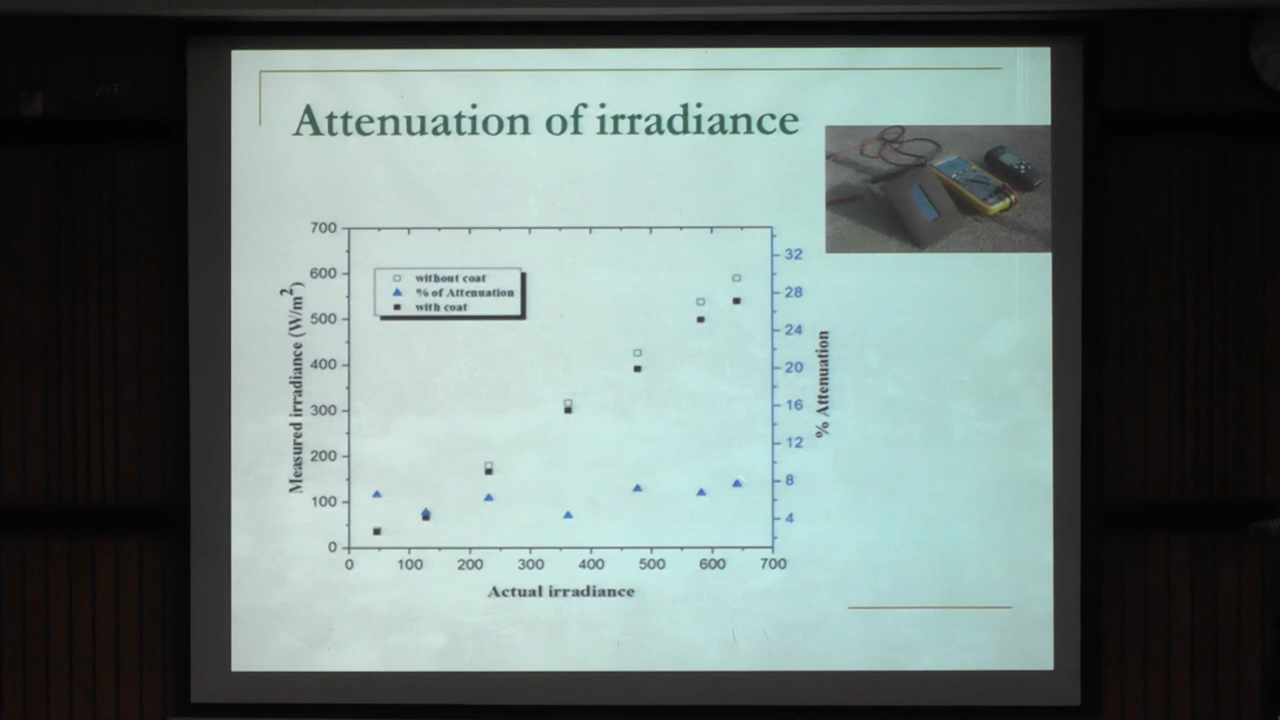 Attenuation of irradiance
700
600
500
400
300
200
100
0
Measured irradiance (W/m²)
without coat
% of Attenuation
with coat
32
28
24
20
16
12
8
4
% Attenuation
0 100 200 300 400 500 600 700
Actual irradiance